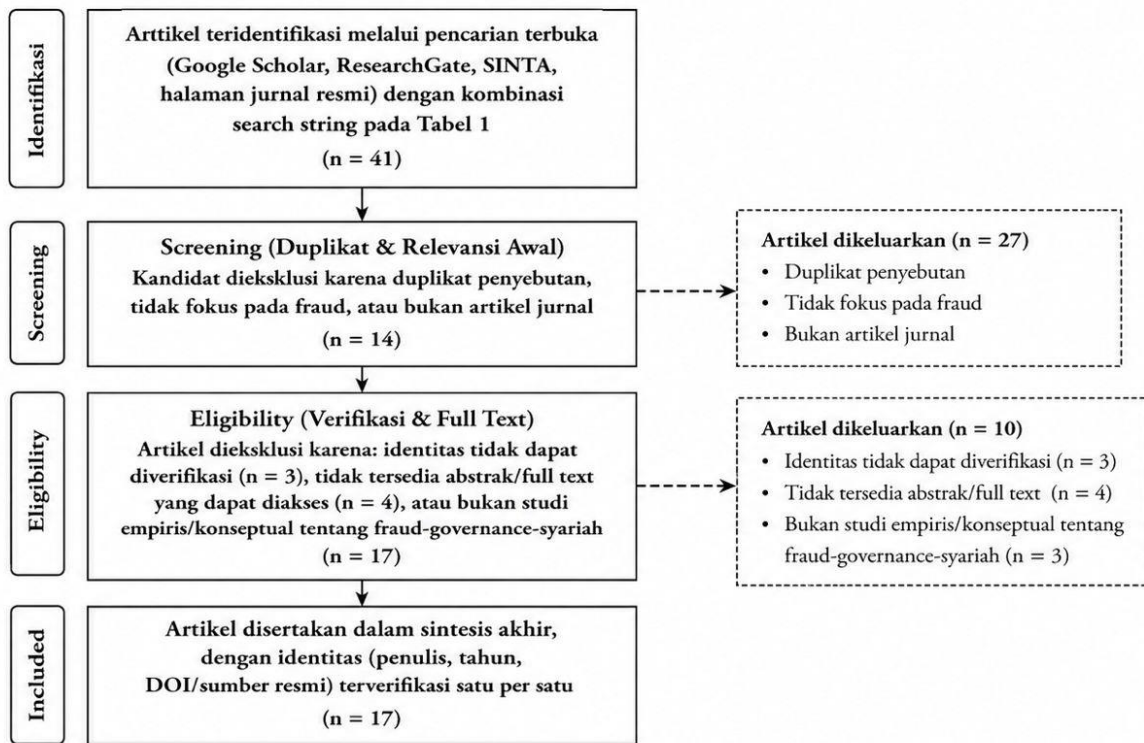 Identifikasi
Arttikel teridentifikasi melalui pencarian terbuka
(Google Scholar, ResearchGate, SINTA,
halaman jurnal resmi) dengan kombinasi
search string pada Tabel 1
(n = 41)
Screening
Screening (Duplikat & Relevansi Awal)
Kandidat dieksklusi karena duplikat penyebutan,
tidak fokus pada fraud, atau bukan artikel jurnal
(n = 14)
Artikel dikeluarkan (n = 27)
• Duplikat penyebutan
• Tidak fokus pada fraud
• Bukan artikel jurnal
Eligibility
Eligibility (Verifikasi & Full Text)
Artikel dieksklusi karena: identitas tidak dapat
diverifikasi (n = 3), tidak tersedia abstrak/full text
yang dapat diakses (n = 4), atau bukan studi
empiris/konseptual tentang fraud-governance-syariah
(n = 17)
Artikel dikeluarkan (n = 10)
• Identitas tidak dapat diverifikasi (n = 3)
• Tidak tersedia abstrak/full text (n = 4)
• Bukan studi empiris/konseptual tentang
fraud-governance-syariah (n = 3)
Included
Artikel disertakan dalam sintesis akhir,
dengan identitas (penulis, tahun,
DOI/sumber resmi) terverifikasi satu per satu
(n = 17)